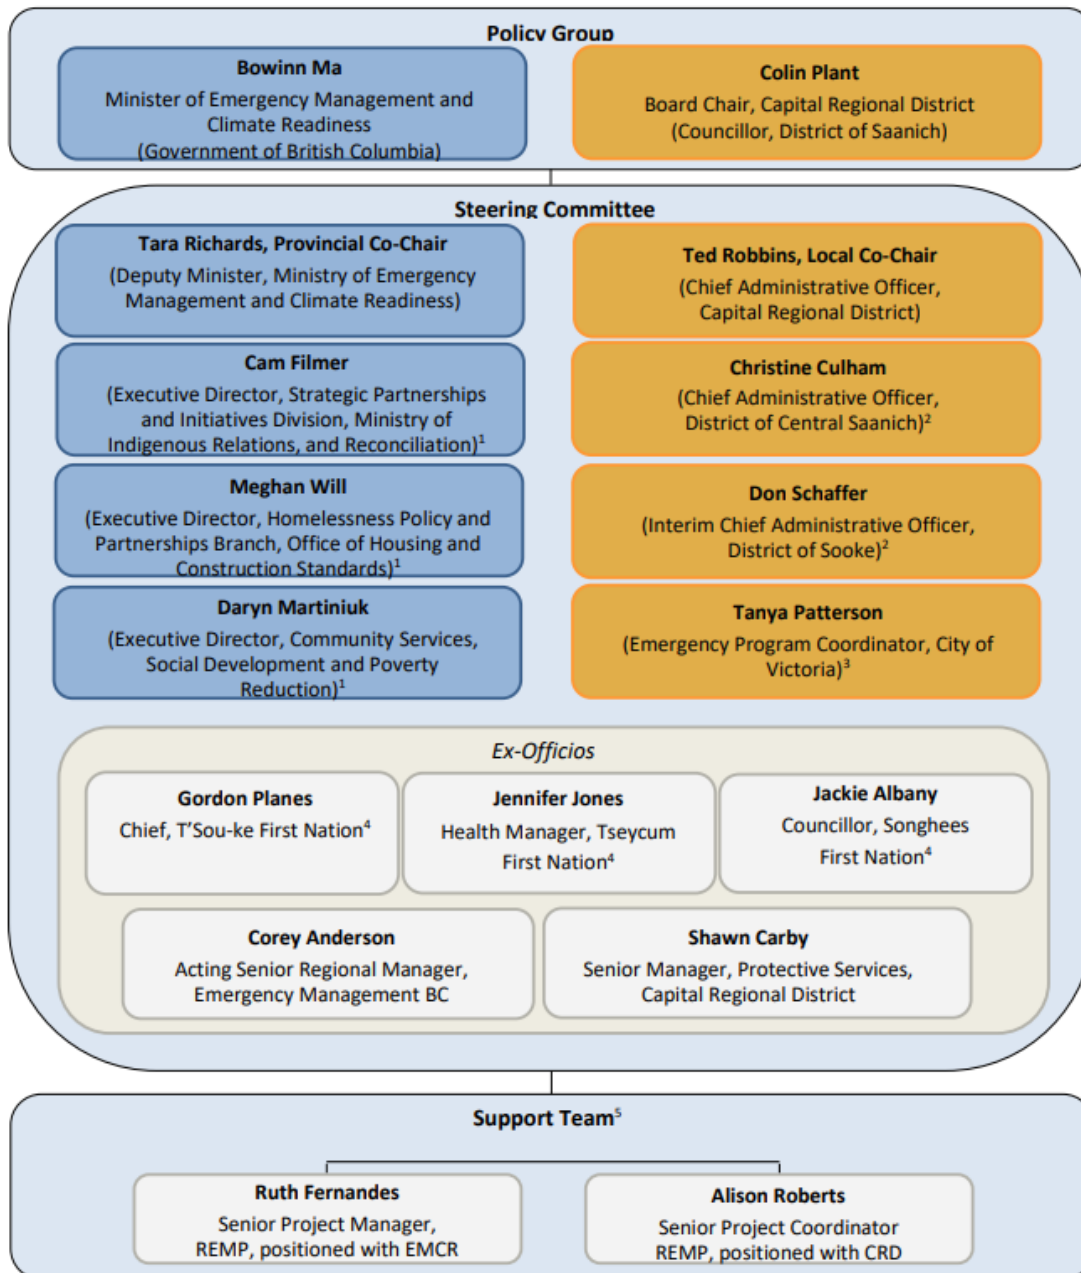 Policy Group
Bowinn Ma
Minister of Emergency Management and
Climate Readiness
(Government of British Columbia)
Colin Plant
Board Chair, Capital Regional District
(Councillor, District of Saanich)
Steering Committee
Tara Richards, Provincial Co-Chair
(Deputy Minister, Ministry of Emergency
Management and Climate Readiness)
Ted Robbins, Local Co-Chair
(Chief Administrative Officer,
Capital Regional District)
Cam Filmer
(Executive Director, Strategic Partnerships
and Initiatives Division, Ministry of
Indigenous Relations, and Reconciliation)¹
Christine Culham
(Chief Administrative Officer,
District of Central Saanich)²
Meghan Will
(Executive Director, Homelessness Policy and
Partnerships Branch, Office of Housing and
Construction Standards)¹
Don Schaffer
(Interim Chief Administrative Officer,
District of Sooke)²
Daryn Martiniuk
(Executive Director, Community Services,
Social Development and Poverty
Reduction)¹
Tanya Patterson
(Emergency Program Coordinator, City of
Victoria)³
Ex-Officios
Gordon Planes
Chief, T'Sou-ke First Nation⁴
Jennifer Jones
Health Manager, Tseycum
First Nation⁴
Jackie Albany
Councillor, Songhees
First Nation⁴
Corey Anderson
Acting Senior Regional Manager,
Emergency Management BC
Shawn Carby
Senior Manager, Protective Services,
Capital Regional District
Support Team⁵
Ruth Fernandes
Senior Project Manager,
REMP, positioned with EMCR
Alison Roberts
Senior Project Coordinator
REMP, positioned with CRD